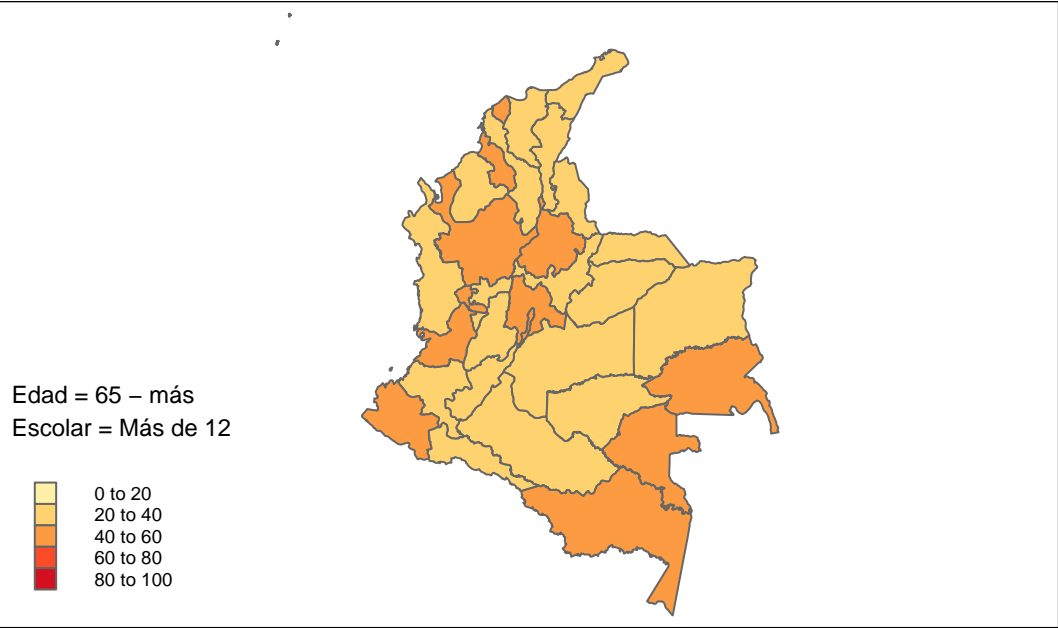 Edad = 65 − más
Escolar = Más de 12
0 to 20
20 to 40
40 to 60
60 to 80
80 to 100